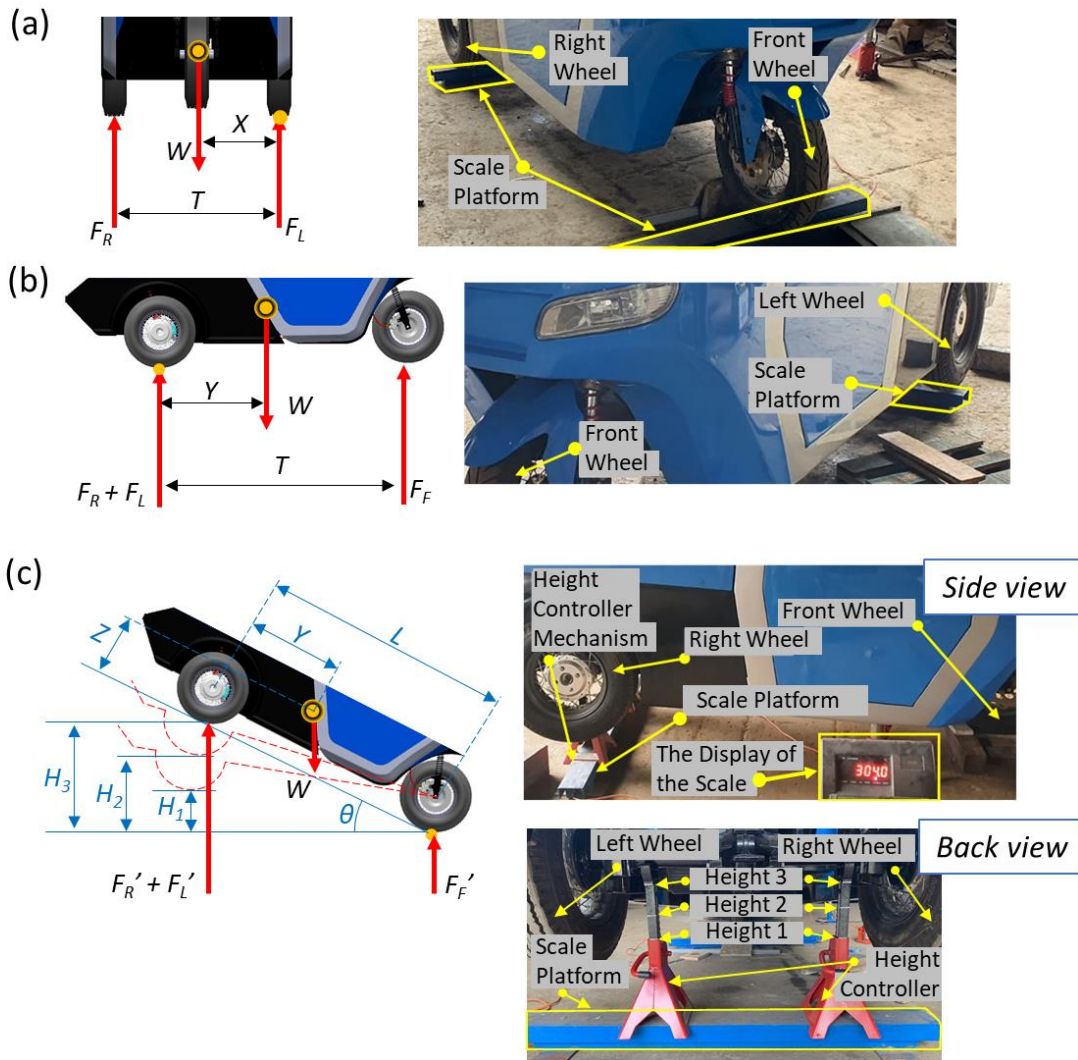 (a)
X
W
T
F_R
F_L
Right
Wheel
Front
Wheel
Scale
Platform
(b)
Y
W
T
F_R + F_L
F_F
Left Wheel
Scale
Platform
Front
Wheel
(c)
Z
Y
L
H_3
H_2
H_1
W
θ
F_R' + F_L'
F_F'
Side view
Height
Controller
Mechanism
Front Wheel
Right Wheel
Scale Platform
The Display of
the Scale
304.0
Back view
Left Wheel
Right Wheel
Height 3
Height 2
Height 1
Scale
Platform
Height
Controller